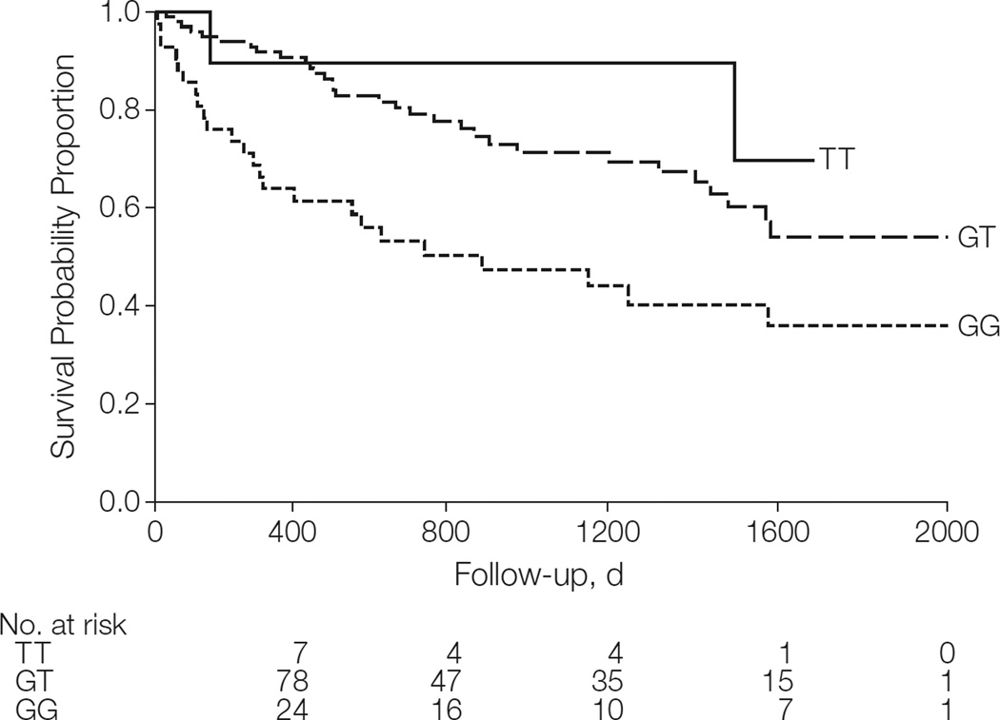 1.0
0.8
0.6
0.4
0.2
0.0
Survival Probability Proportion
TT
GT
GG
0 400 800 1200 1600 2000
Follow-up, d
No. at risk
TT 7 4 4 1 0
GT 78 47 35 15 1
GG 24 16 10 7 1